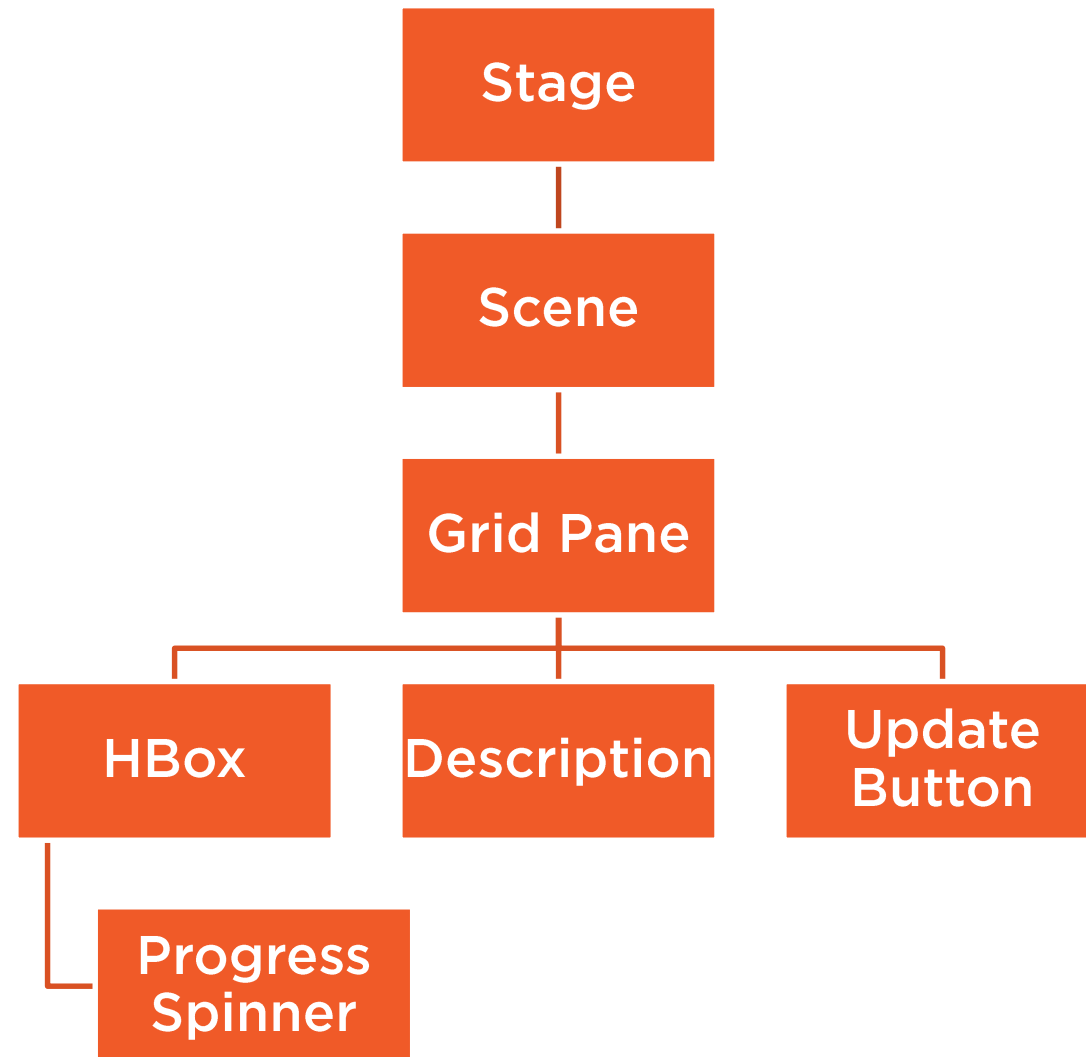 Stage
Scene
Grid Pane
HBox
Description
Update
Button
Progress
Spinner